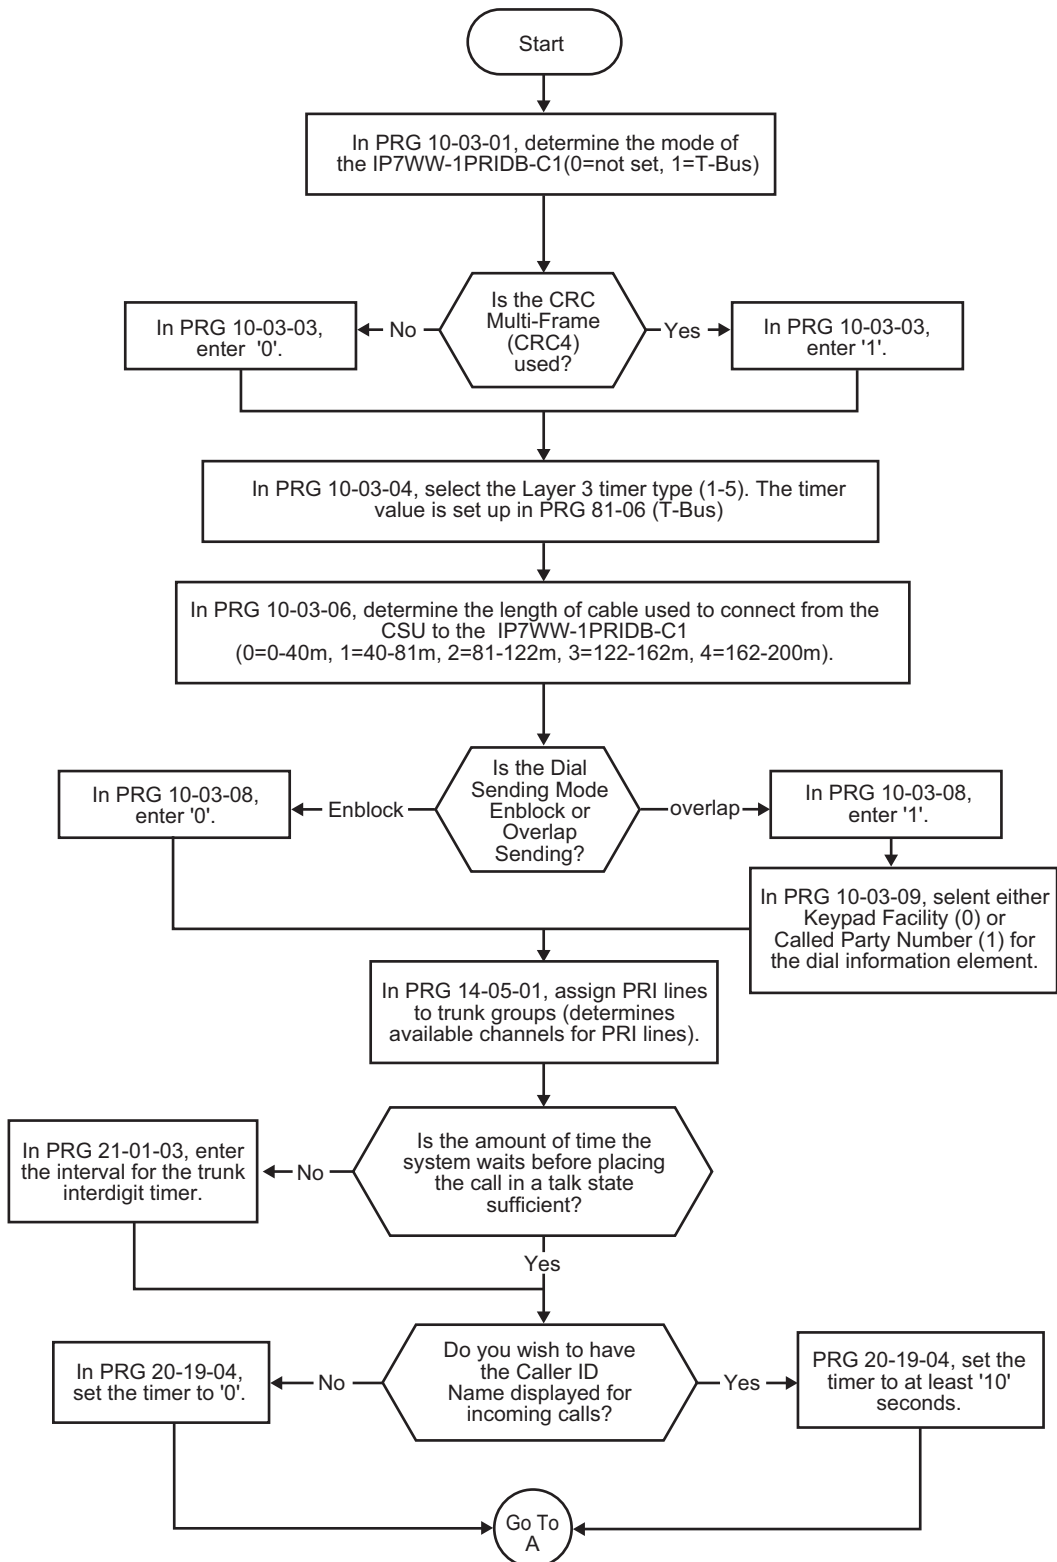 Start
In PRG 10-03-01, determine the mode of
the IP7WW-1PRIDB-C1(0=not set, 1=T-Bus)
Is the CRC
Multi-Frame
(CRC4)
used?
No
Yes
In PRG 10-03-03,
enter '0'.
In PRG 10-03-03,
enter '1'.
In PRG 10-03-04, select the Layer 3 timer type (1-5). The timer
value is set up in PRG 81-06 (T-Bus)
In PRG 10-03-06, determine the length of cable used to connect from the
CSU to the IP7WW-1PRIDB-C1
(0=0-40m, 1=40-81m, 2=81-122m, 3=122-162m, 4=162-200m).
Is the Dial
Sending Mode
Enblock or
Overlap
Sending?
Enblock
overlap
In PRG 10-03-08,
enter '0'.
In PRG 10-03-08,
enter '1'.
In PRG 10-03-09, selent either
Keypad Facility (0) or
Called Party Number (1) for
the dial information element.
In PRG 14-05-01, assign PRI lines
to trunk groups (determines
available channels for PRI lines).
Is the amount of time the
system waits before placing
the call in a talk state
sufficient?
No
In PRG 21-01-03, enter
the interval for the trunk
interdigit timer.
Yes
Do you wish to have
the Caller ID
Name displayed for
incoming calls?
No
Yes
In PRG 20-19-04,
set the timer to '0'.
PRG 20-19-04, set the
timer to at least '10'
seconds.
Go To
A